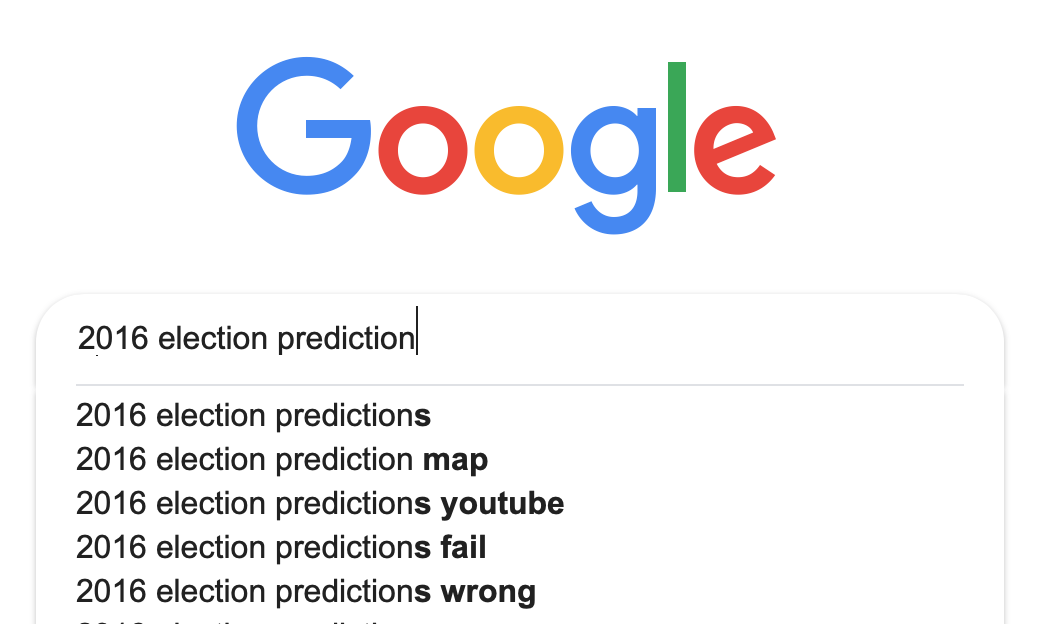 Google
2016 election prediction
2016 election predictions
2016 election prediction map
2016 election predictions youtube
2016 election predictions fail
2016 election predictions wrong